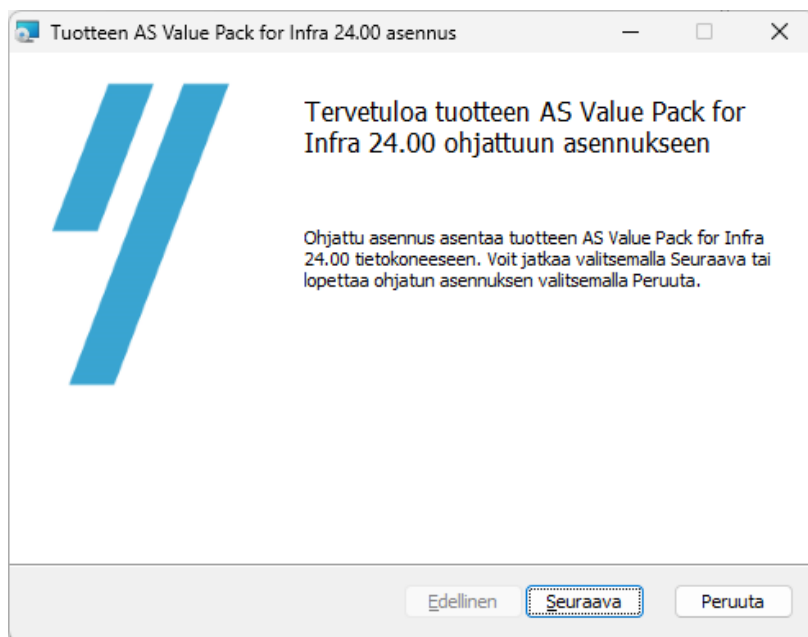 Tuotteen AS Value Pack for Infra 24.00 asennus
Tervetuloa tuotteen AS Value Pack for
Infra 24.00 ohjattuun asennukseen
Ohjattu asennus asentaa tuotteen AS Value Pack for Infra
24.00 tietokoneeseen. Voit jatkaa valitsemalla Seuraava tai
lopettaa ohjatun asennuksen valitsemalla Peruuta.
Edellinen
Seuraava
Peruuta